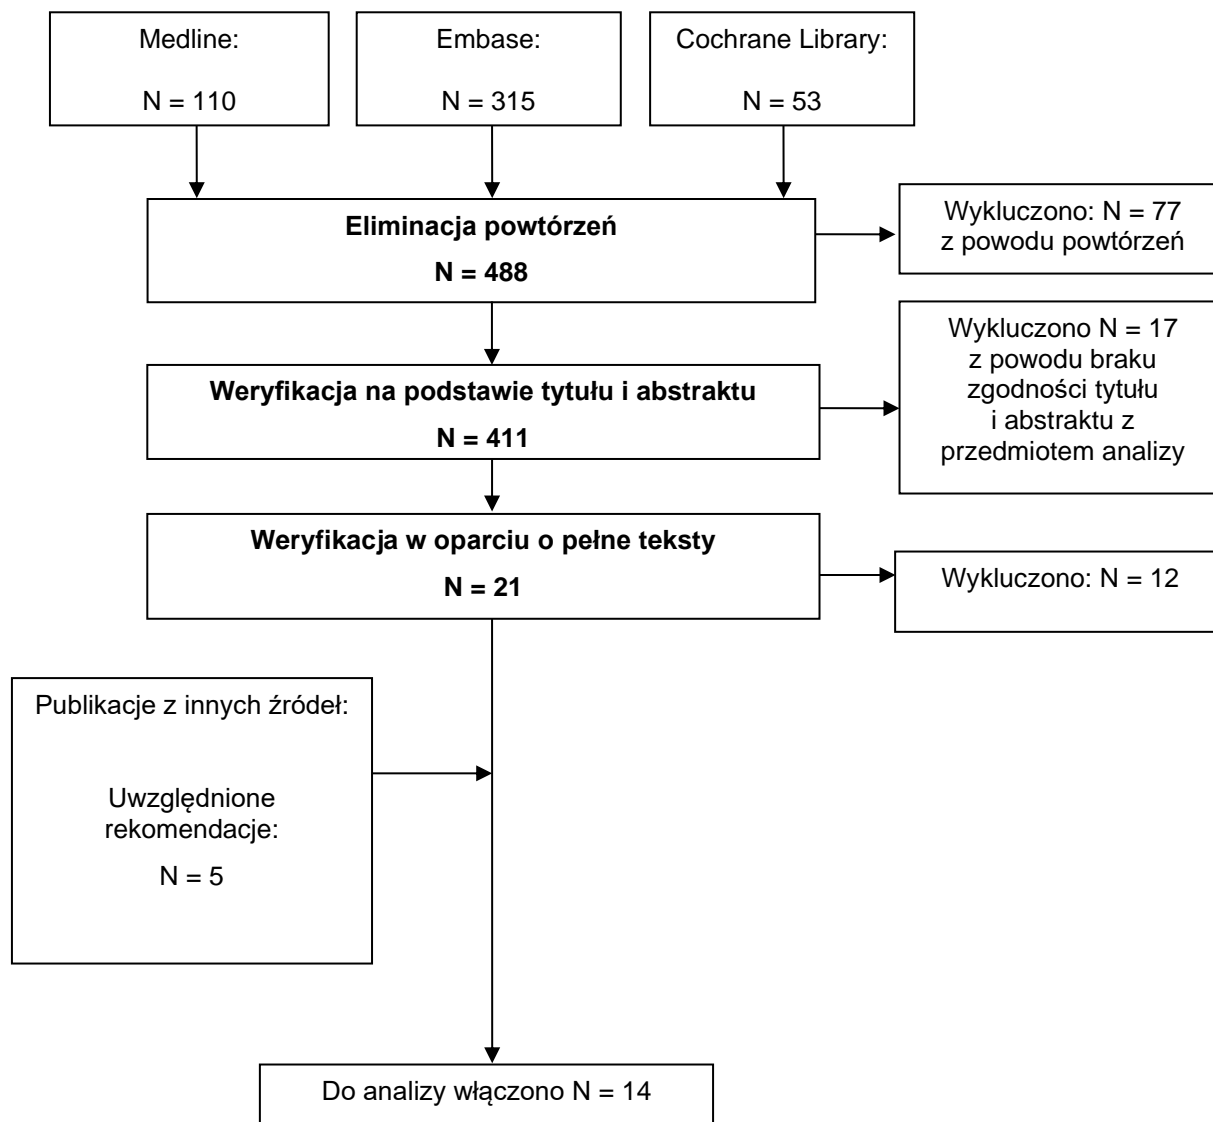 Medline:
N = 110
Embase:
N = 315
Cochrane Library:
N = 53
Eliminacja powtórzeń
N = 488
Wykluczono: N = 77
z powodu powtórzeń
Weryfikacja na podstawie tytułu i abstraktu
N = 411
Wykluczono N = 17
z powodu braku
zgodności tytułu
i abstraktu z
przedmiotem analizy
Weryfikacja w oparciu o pełne teksty
N = 21
Wykluczono: N = 12
Publikacje z innych źródeł:
Uwzględnione
rekomendacje:
N = 5
Do analizy włączono N = 14